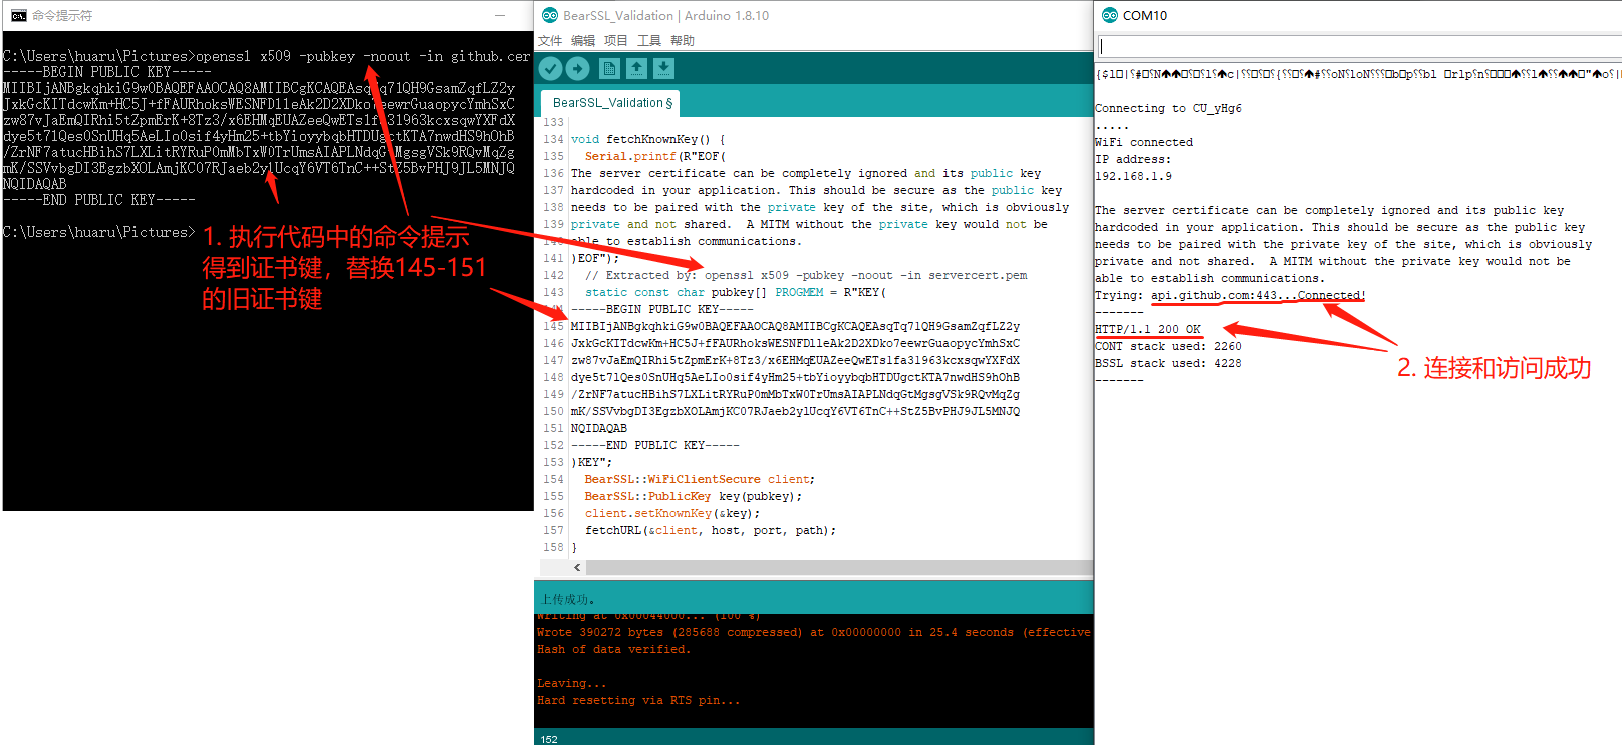 命令提示符
C:\Users\huaru\Pictures>openssl x509 -pubkey -noout -in github.cer
-----BEGIN PUBLIC KEY-----
MIIBIjANBgkqhkiG9w0BAQEFAAOCAQ8AMIIBCgKCAQEAsqTq71QH9GsamZqfLZ2y
JxkGcKITdcwKm+HC5J+fFAURhoksWESNFDlleAk2D2XDko7eewrGuaopycYmhSxC
zw87vJaEmQIRhi5tZpmErK+8Tz3/x6EHMqEUAZeeQwETslfa31963kcxsqwYXFdX
dye5t71Qes0SnUHq5AeLIo0sif4yHm25+tbYioyybqbHTDUgctKTA7nwdHS9hOhB
/ZrNF7atucHBihS7LXLitRYRuP0mMbTxW0TrUmsAIAPLNdqGtMgsgVSk9RQvMqZg
mK/SSVvbgDI3EgzbXOLAmjKC07RJaeb2ylUcqY6VT6TnC++StZ5BvPHJ9JL5MNJQ
NQIDAQAB
-----END PUBLIC KEY-----
C:\Users\huaru\Pictures>
1. 执行代码中的命令提示
得到证书键，替换145-151
的旧证书键
BearSSL_Validation | Arduino 1.8.10
文件 编辑 项目 工具 帮助
BearSSL_Validation §
133
134 void fetchKnownKey() {
135 Serial.printf(R"EOF(
136 The server certificate can be completely ignored and its public key
137 hardcoded in your application. This should be secure as the public key
138 needs to be paired with the private key of the site, which is obviously
139 private and not shared.  A MITM without the private key would not be
140 able to establish communications.
141 )EOF");
142 // Extracted by: openssl x509 -pubkey -noout -in servercert.pem
143 static const char pubkey[] PROGMEM = R"KEY(
144 -----BEGIN PUBLIC KEY-----
145 MIIBIjANBgkqhkiG9w0BAQEFAAOCAQ8AMIIBCgKCAQEAsqTq71QH9GsamZqfLZ2y
146 JxkGcKITdcwKm+HC5J+fFAURhoksWESNFDlleAk2D2XDko7eewrGuaopycYmhSxC
147 zw87vJaEmQIRhi5tZpmErK+8Tz3/x6EHMqEUAZeeQwETslfa31963kcxsqwYXFdX
148 dye5t7lQes0SnUHq5AeLIo0sif4yHm25+tbYioyybqbHTDUgctKTA7nwdHS9hOhB
149 /ZrNF7atucHBihS7LXLitRYRuP0mMbTxW0TrUmsAIAPLNdqGtMgsgVSk9RQvMqZg
150 mK/SSVvbgDI3EgzbXOLAmjKC07RJaeb2ylUcqY6VT6TnC++StZ5BvPHJ9JL5MNJQ
151 NQIDAQAB
152 -----END PUBLIC KEY-----
153 )KEY";
154 BearSSL::WiFiClientSecure client;
155 BearSSL::PublicKey key(pubkey);
156 client.setKnownKey(&key);
157 fetchURL(&client, host, port, path);
158 }
上传成功。
Writing at 0x00044000... (100 %)
Wrote 390272 bytes (285688 compressed) at 0x00000000 in 25.4 seconds (effective
Hash of data verified.
Leaving...
Hard resetting via RTS pin...
152
COM10
Connecting to CU_yHg6
.....
WiFi connected
IP address:
192.168.1.9
The server certificate can be completely ignored and its public key
hardcoded in your application. This should be secure as the public key
needs to be paired with the private key of the site, which is obviously
private and not shared.  A MITM without the private key would not be
able to establish communications.
Trying: api.github.com:443...Connected!
-------
HTTP/1.1 200 OK
CONT stack used: 2260
BSSL stack used: 4228
-------
2. 连接和访问成功